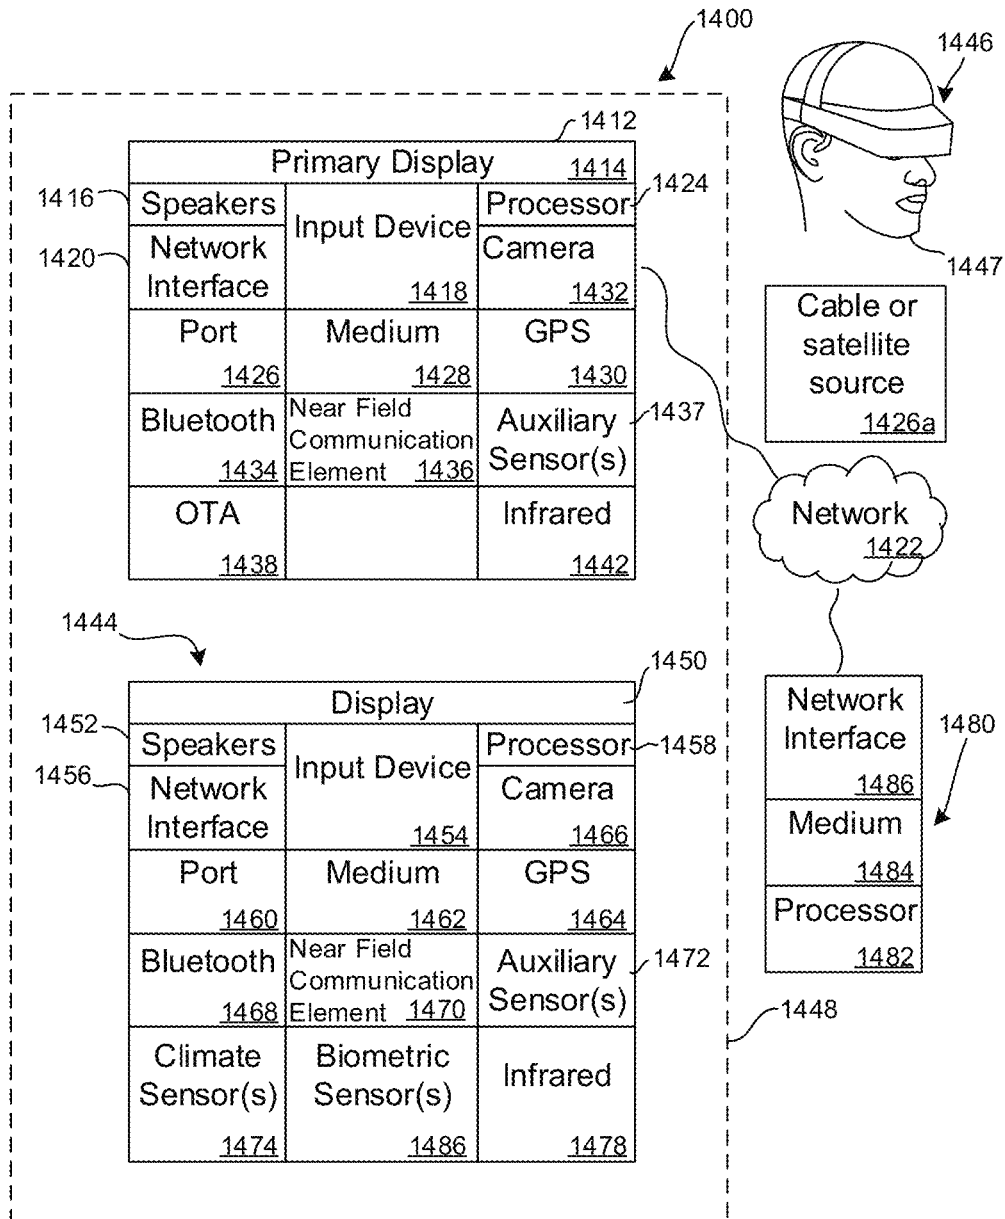 1400
1446
1412
Primary Display
1414
1416
Speakers
Input Device
1418
Processor
1424
1420
Network
Interface
Camera
1432
1447
Port
1426
Medium
1428
GPS
1430
Cable or
satellite
source
1426a
Bluetooth
1434
Near Field
Communication
Element 1436
Auxiliary
Sensor(s)
1437
OTA
1438
Infrared
1442
Network
1422
1444
1450
Display
1452
Speakers
Input Device
1454
Processor
1458
1456
Network
Interface
Camera
1466
Port
1460
Medium
1462
GPS
1464
Bluetooth
1468
Near Field
Communication
Element 1470
Auxiliary
Sensor(s)
1472
Climate
Sensor(s)
1474
Biometric
Sensor(s)
1486
Infrared
1478
Network
Interface
1486
1480
Medium
1484
Processor
1482
1448